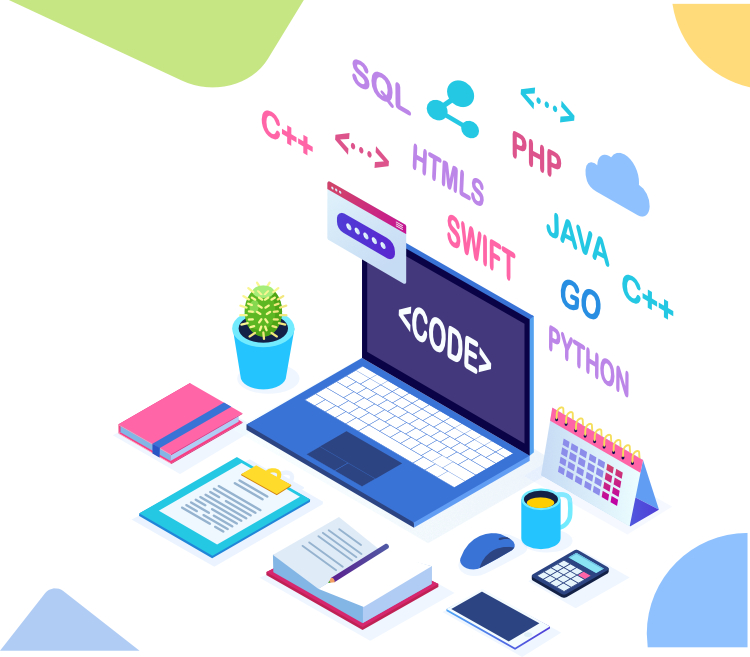 SQL
<···>
C++
<···>
HTMLS
PHP
SWIFT
JAVA
GO
C++
PYTHON
<CODE>